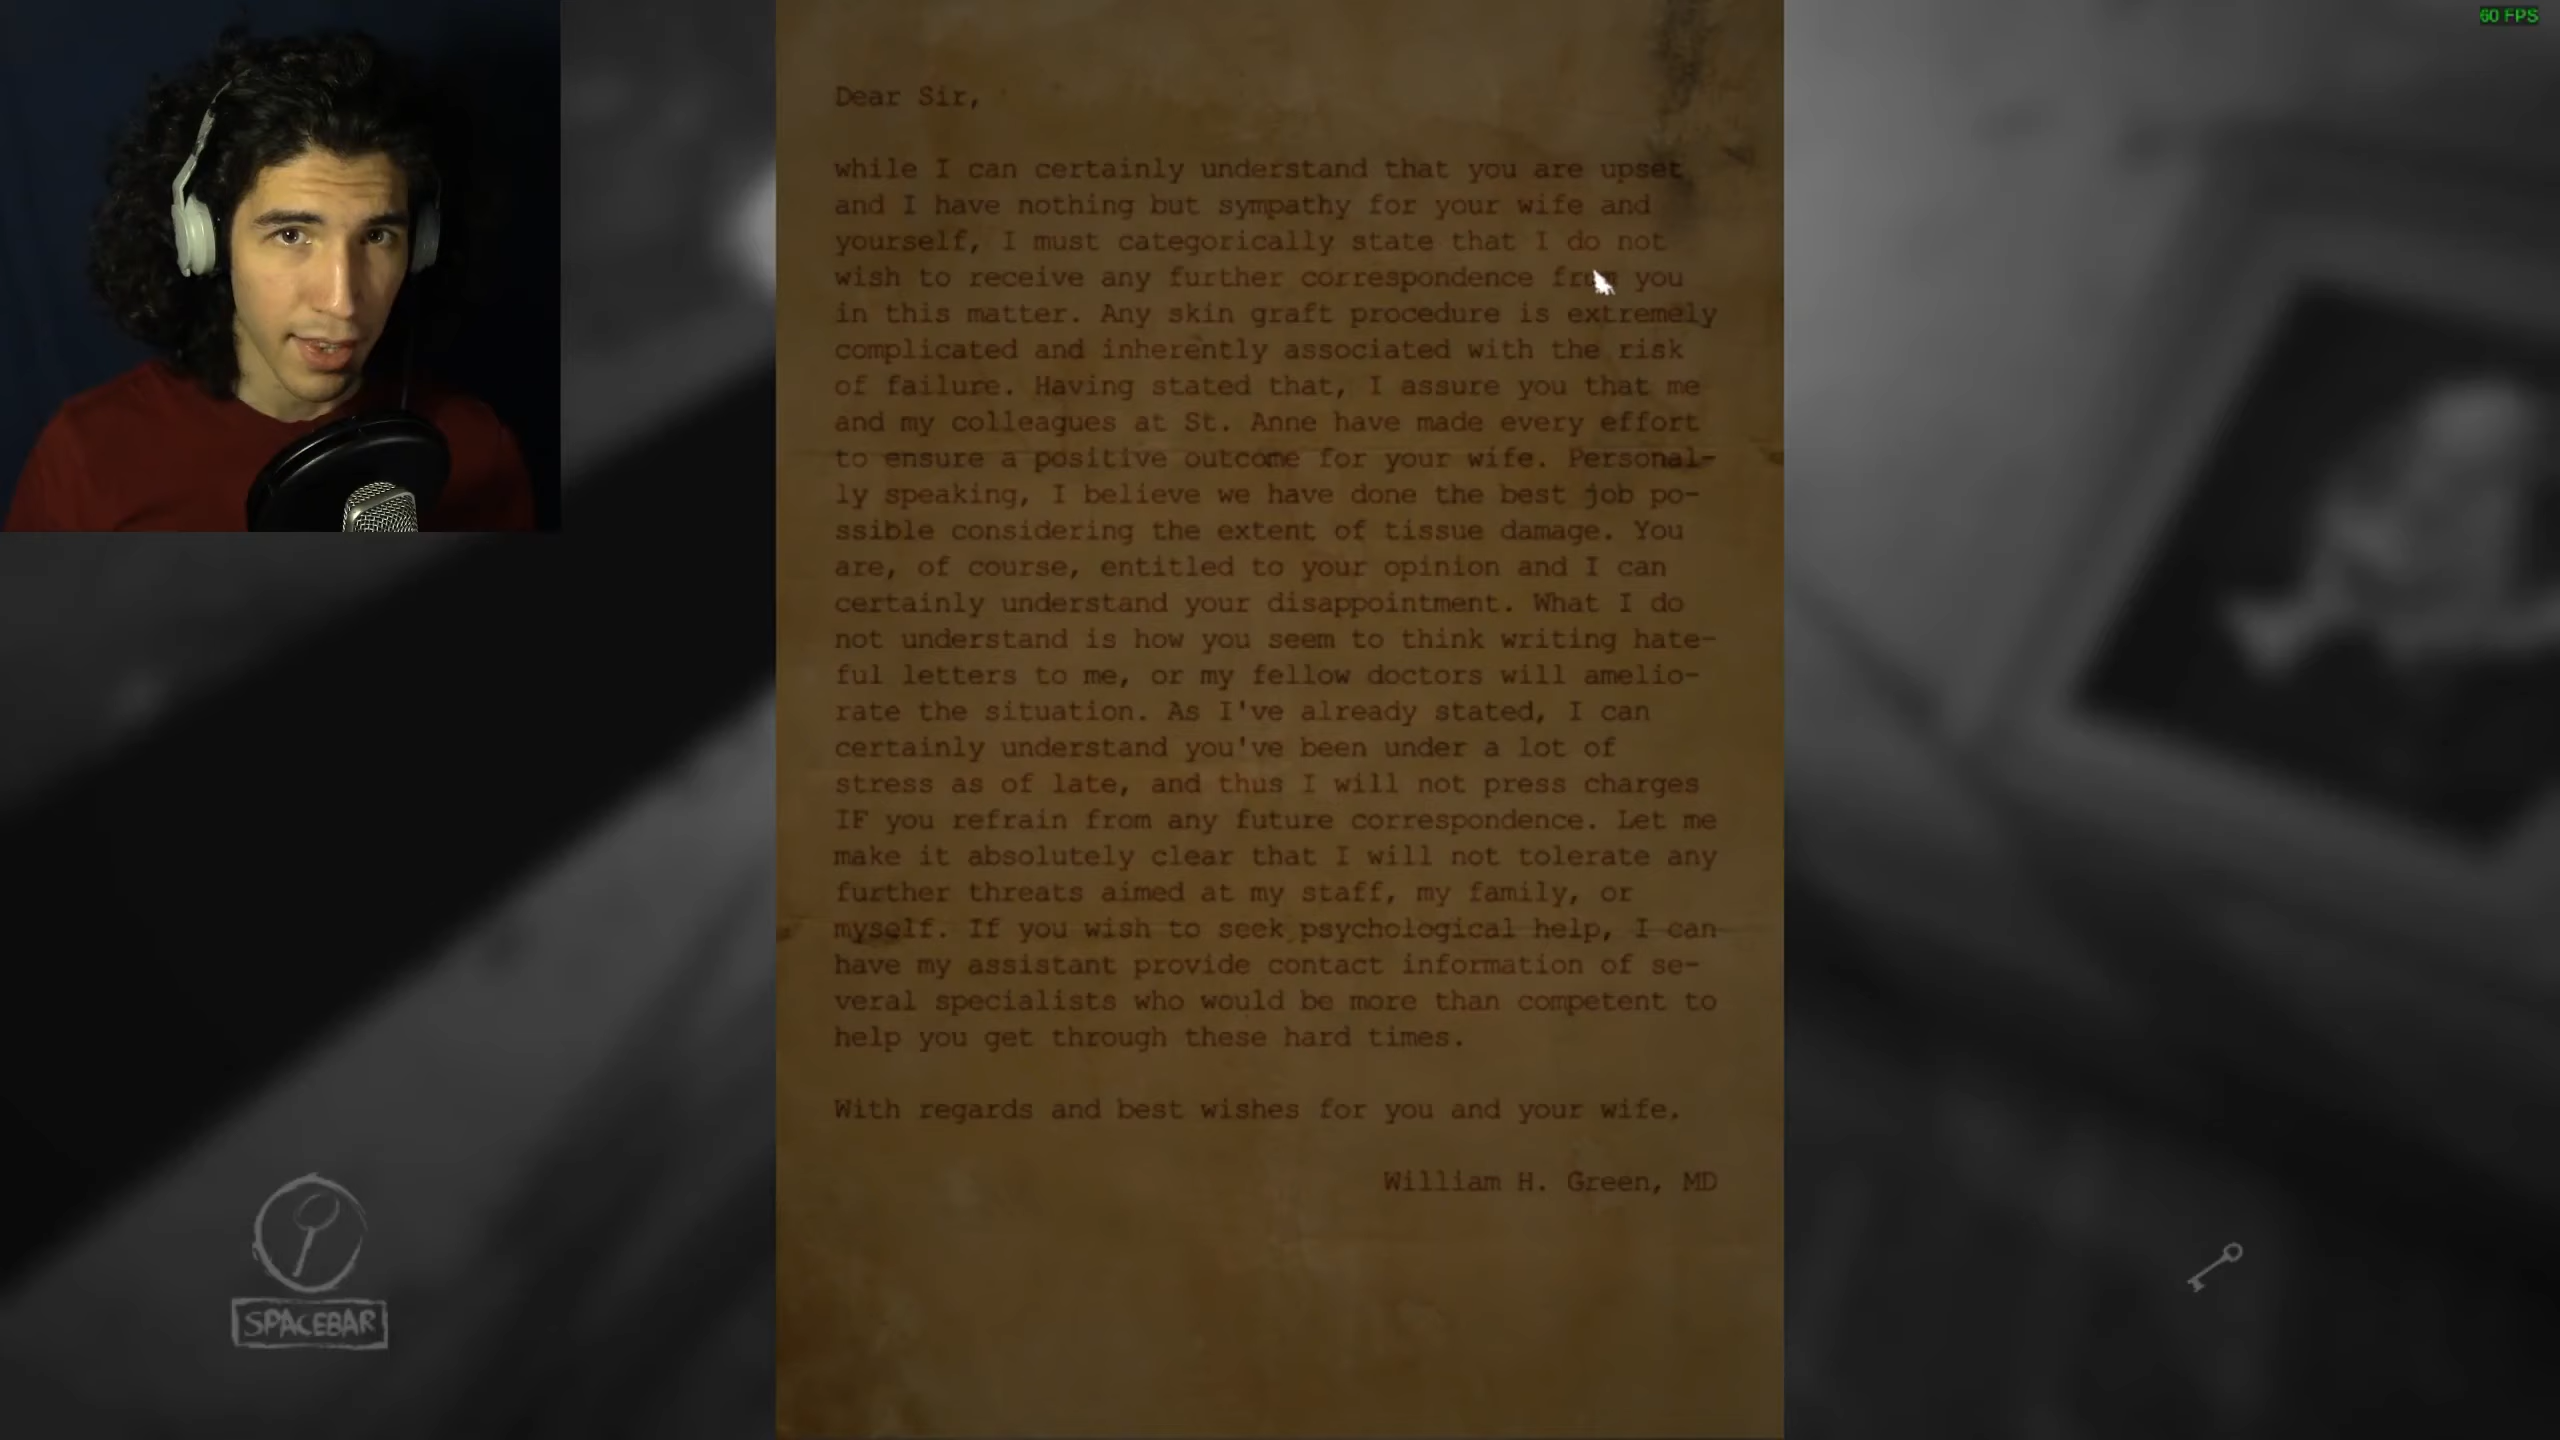 60 FPS
Dear Sir,
while I can certainly understand that you are upset
and I have nothing but sympathy for your wife and
yourself, I must categorically state that I do not
wish to receive any further correspondence from you
in this matter. Any skin graft procedure is extremely
complicated and inherently associated with the risk
of failure. Having stated that, I assure you that me
and my colleagues at St. Anne have made every effort
to ensure a positive outcome for your wife. Personal-
ly speaking, I believe we have done the best job po-
ssible considering the extent of tissue damage. You
are, of course, entitled to your opinion and I can
certainly understand your disappointment. What I do
not understand is how you seem to think writing hate-
ful letters to me, or my fellow doctors will amelio-
rate the situation. As I've already stated, I can
certainly understand you've been under a lot of
stress as of late, and thus I will not press charges
IF you refrain from any future correspondence. Let me
make it absolutely clear that I will not tolerate any
further threats aimed at my staff, my family, or
myself. If you wish to seek psychological help, I can
have my assistant provide contact information of se-
veral specialists who would be more than competent to
help you get through these hard times.
With regards and best wishes for you and your wife,
William H. Green, MD
SPACEBAR